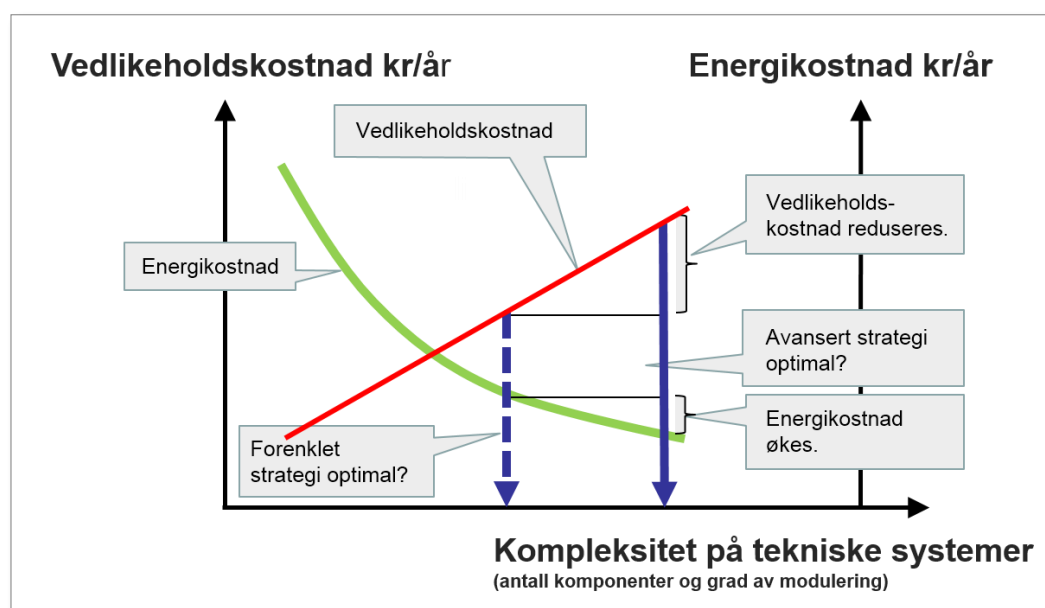 Vedlikeholdskostnad kr/år
Energikostnad kr/år
Vedlikeholdskostnad
Vedlikeholds-
kostnad reduseres.
Energikostnad
Avansert strategi
optimal?
Energikostnad
økes.
Forenklet
strategi optimal?
Kompleksitet på tekniske systemer
(antall komponenter og grad av modulering)